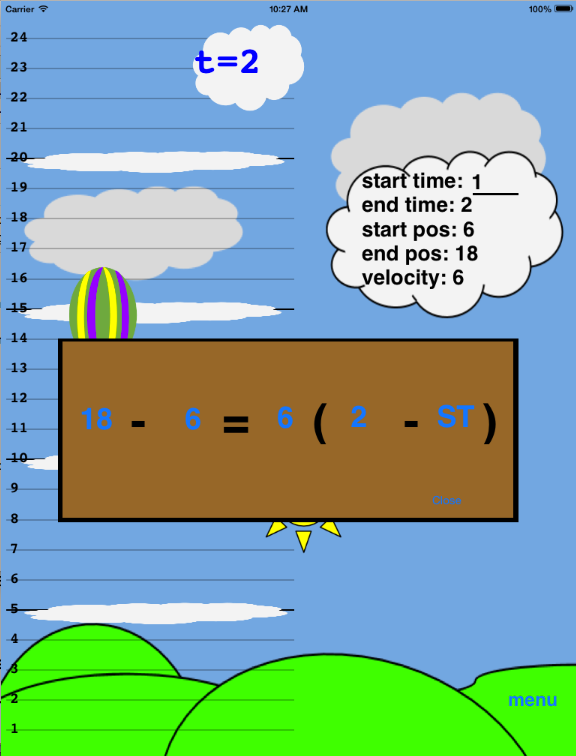 Carrier 10:27 AM 100%
24
t=2
23
22
21
20
19
start time: 1
end time: 2
start pos: 6
end pos: 18
velocity: 6
18
17
16
15
14
13
12
18 - 6 = 6 ( 2 - ST )
11
10
9
Close
8
7
6
5
4
3
2
menu
1